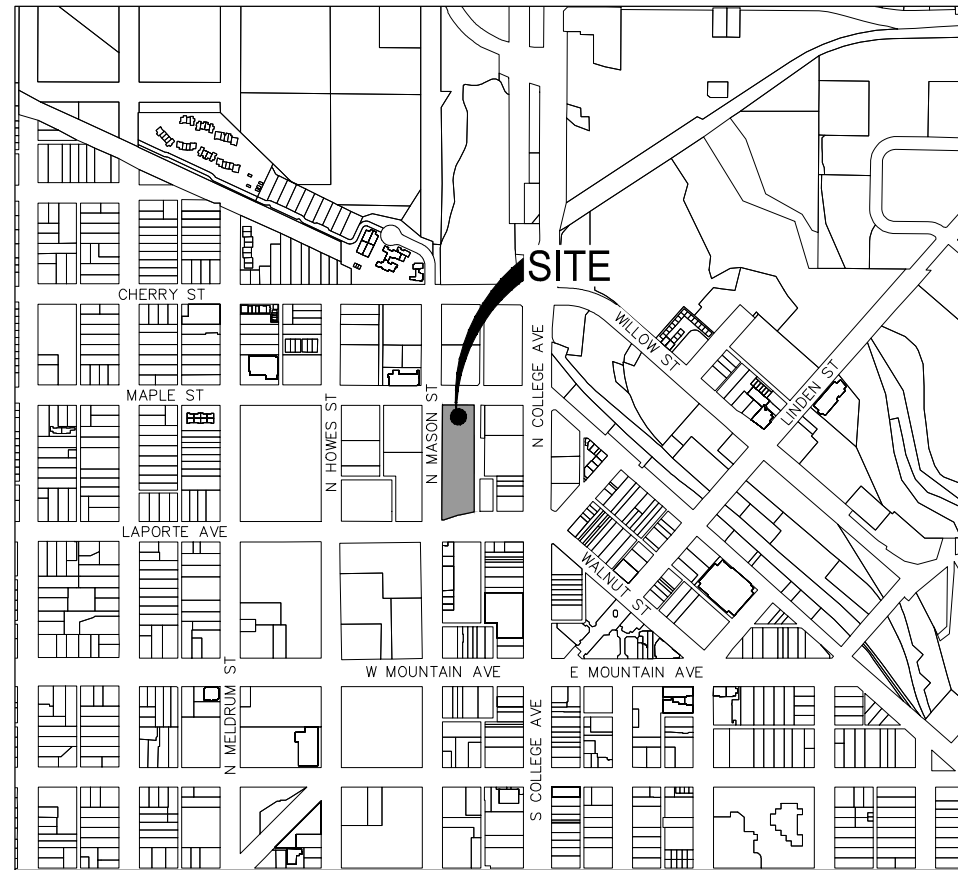 SITE
CHERRY ST
WILLOW ST
LINDEN ST
MAPLE ST
N HOWES ST
N MASON ST
N COLLEGE AVE
LAPORTE AVE
WALNUT ST
N MELDRUM ST
W MOUNTAIN AVE
E MOUNTAIN AVE
S COLLEGE AVE